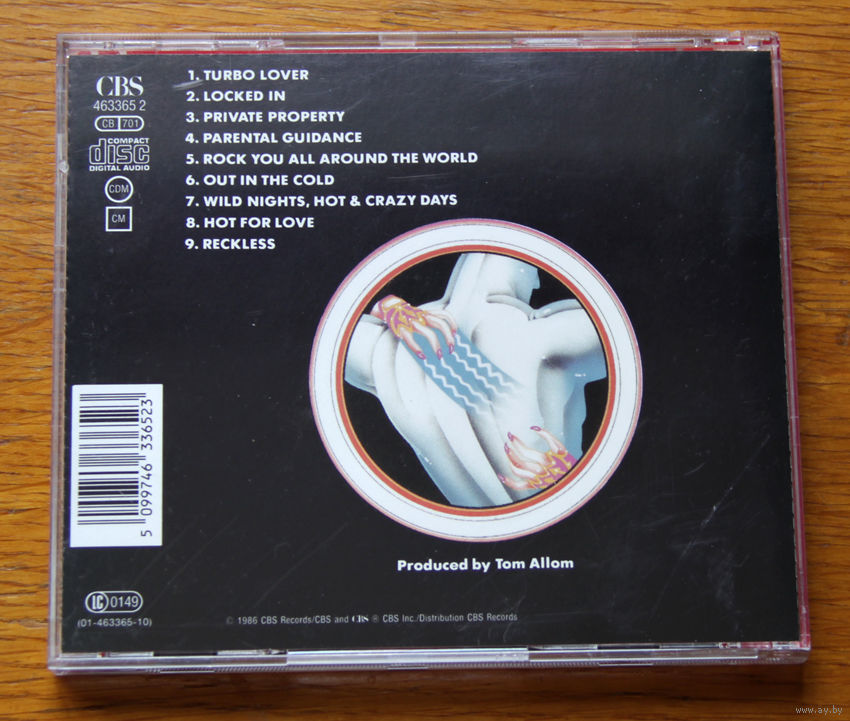 CBS
463365 2
CB 701
COMPACT
disc
DIGITAL AUDIO
CDM
CM
1. TURBO LOVER
2. LOCKED IN
3. PRIVATE PROPERTY
4. PARENTAL GUIDANCE
5. ROCK YOU ALL AROUND THE WORLD
6. OUT IN THE COLD
7. WILD NIGHTS, HOT & CRAZY DAYS
8. HOT FOR LOVE
9. RECKLESS
5 099746 336523
Produced by Tom Allom
LC 0149
(01-463365-10)
© 1986 CBS Records/CBS and CBS ® CBS Inc./Distribution CBS Records
www.ay.by